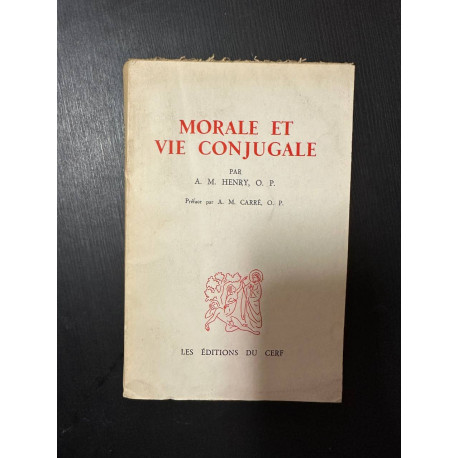 MORALE ET
VIE CONJUGALE
PAR
A. M. HENRY, O. P.
Préface par A. M. CARRÉ, O. P.
LES ÉDITIONS DU CERF